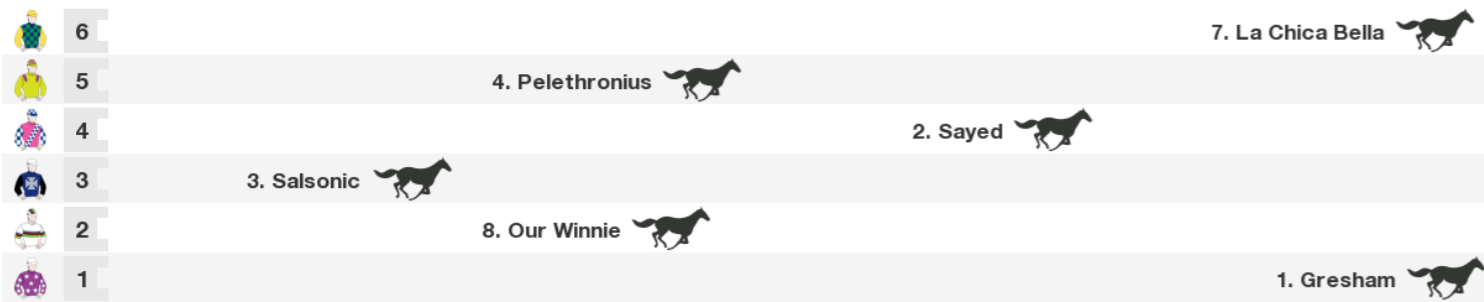 6 7. La Chica Bella
5 4. Pelethronius
4 2. Sayed
3 3. Salsonic
2 8. Our Winnie
1 1. Gresham